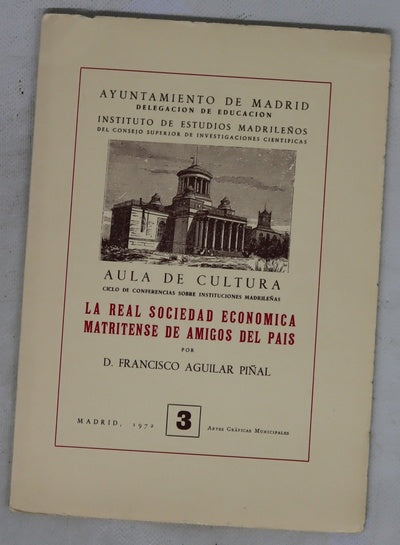 AYUNTAMIENTO DE MADRID
DELEGACION DE EDUCACION
INSTITUTO DE ESTUDIOS MADRILEÑOS
DEL CONSEJO SUPERIOR DE INVESTIGACIONES CIENTIFICAS
AULA DE CULTURA
CICLO DE CONFERENCIAS SOBRE INSTITUCIONES MADRILEÑAS
LA REAL SOCIEDAD ECONOMICA
MATRITENSE DE AMIGOS DEL PAIS
POR
D. FRANCISCO AGUILAR PIÑAL
MADRID, 1972 3 ARTES GRÁFICAS MUNICIPALES